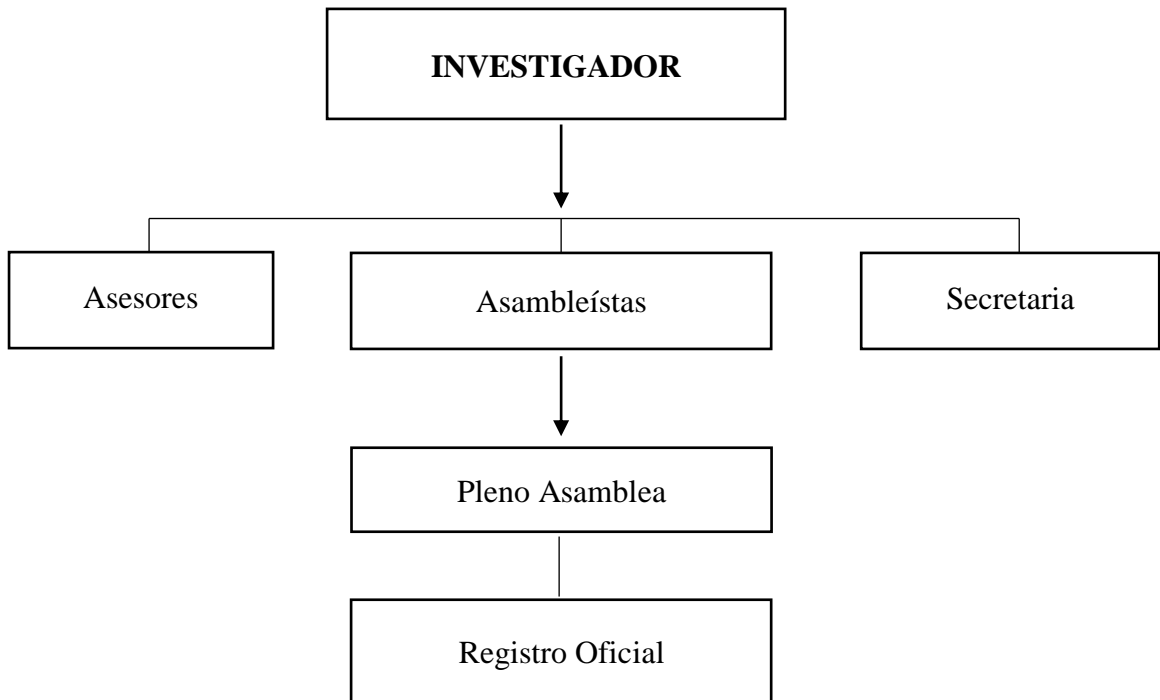 INVESTIGADOR
Asesores
Asambleístas
Secretaria
Pleno Asamblea
Registro Oficial